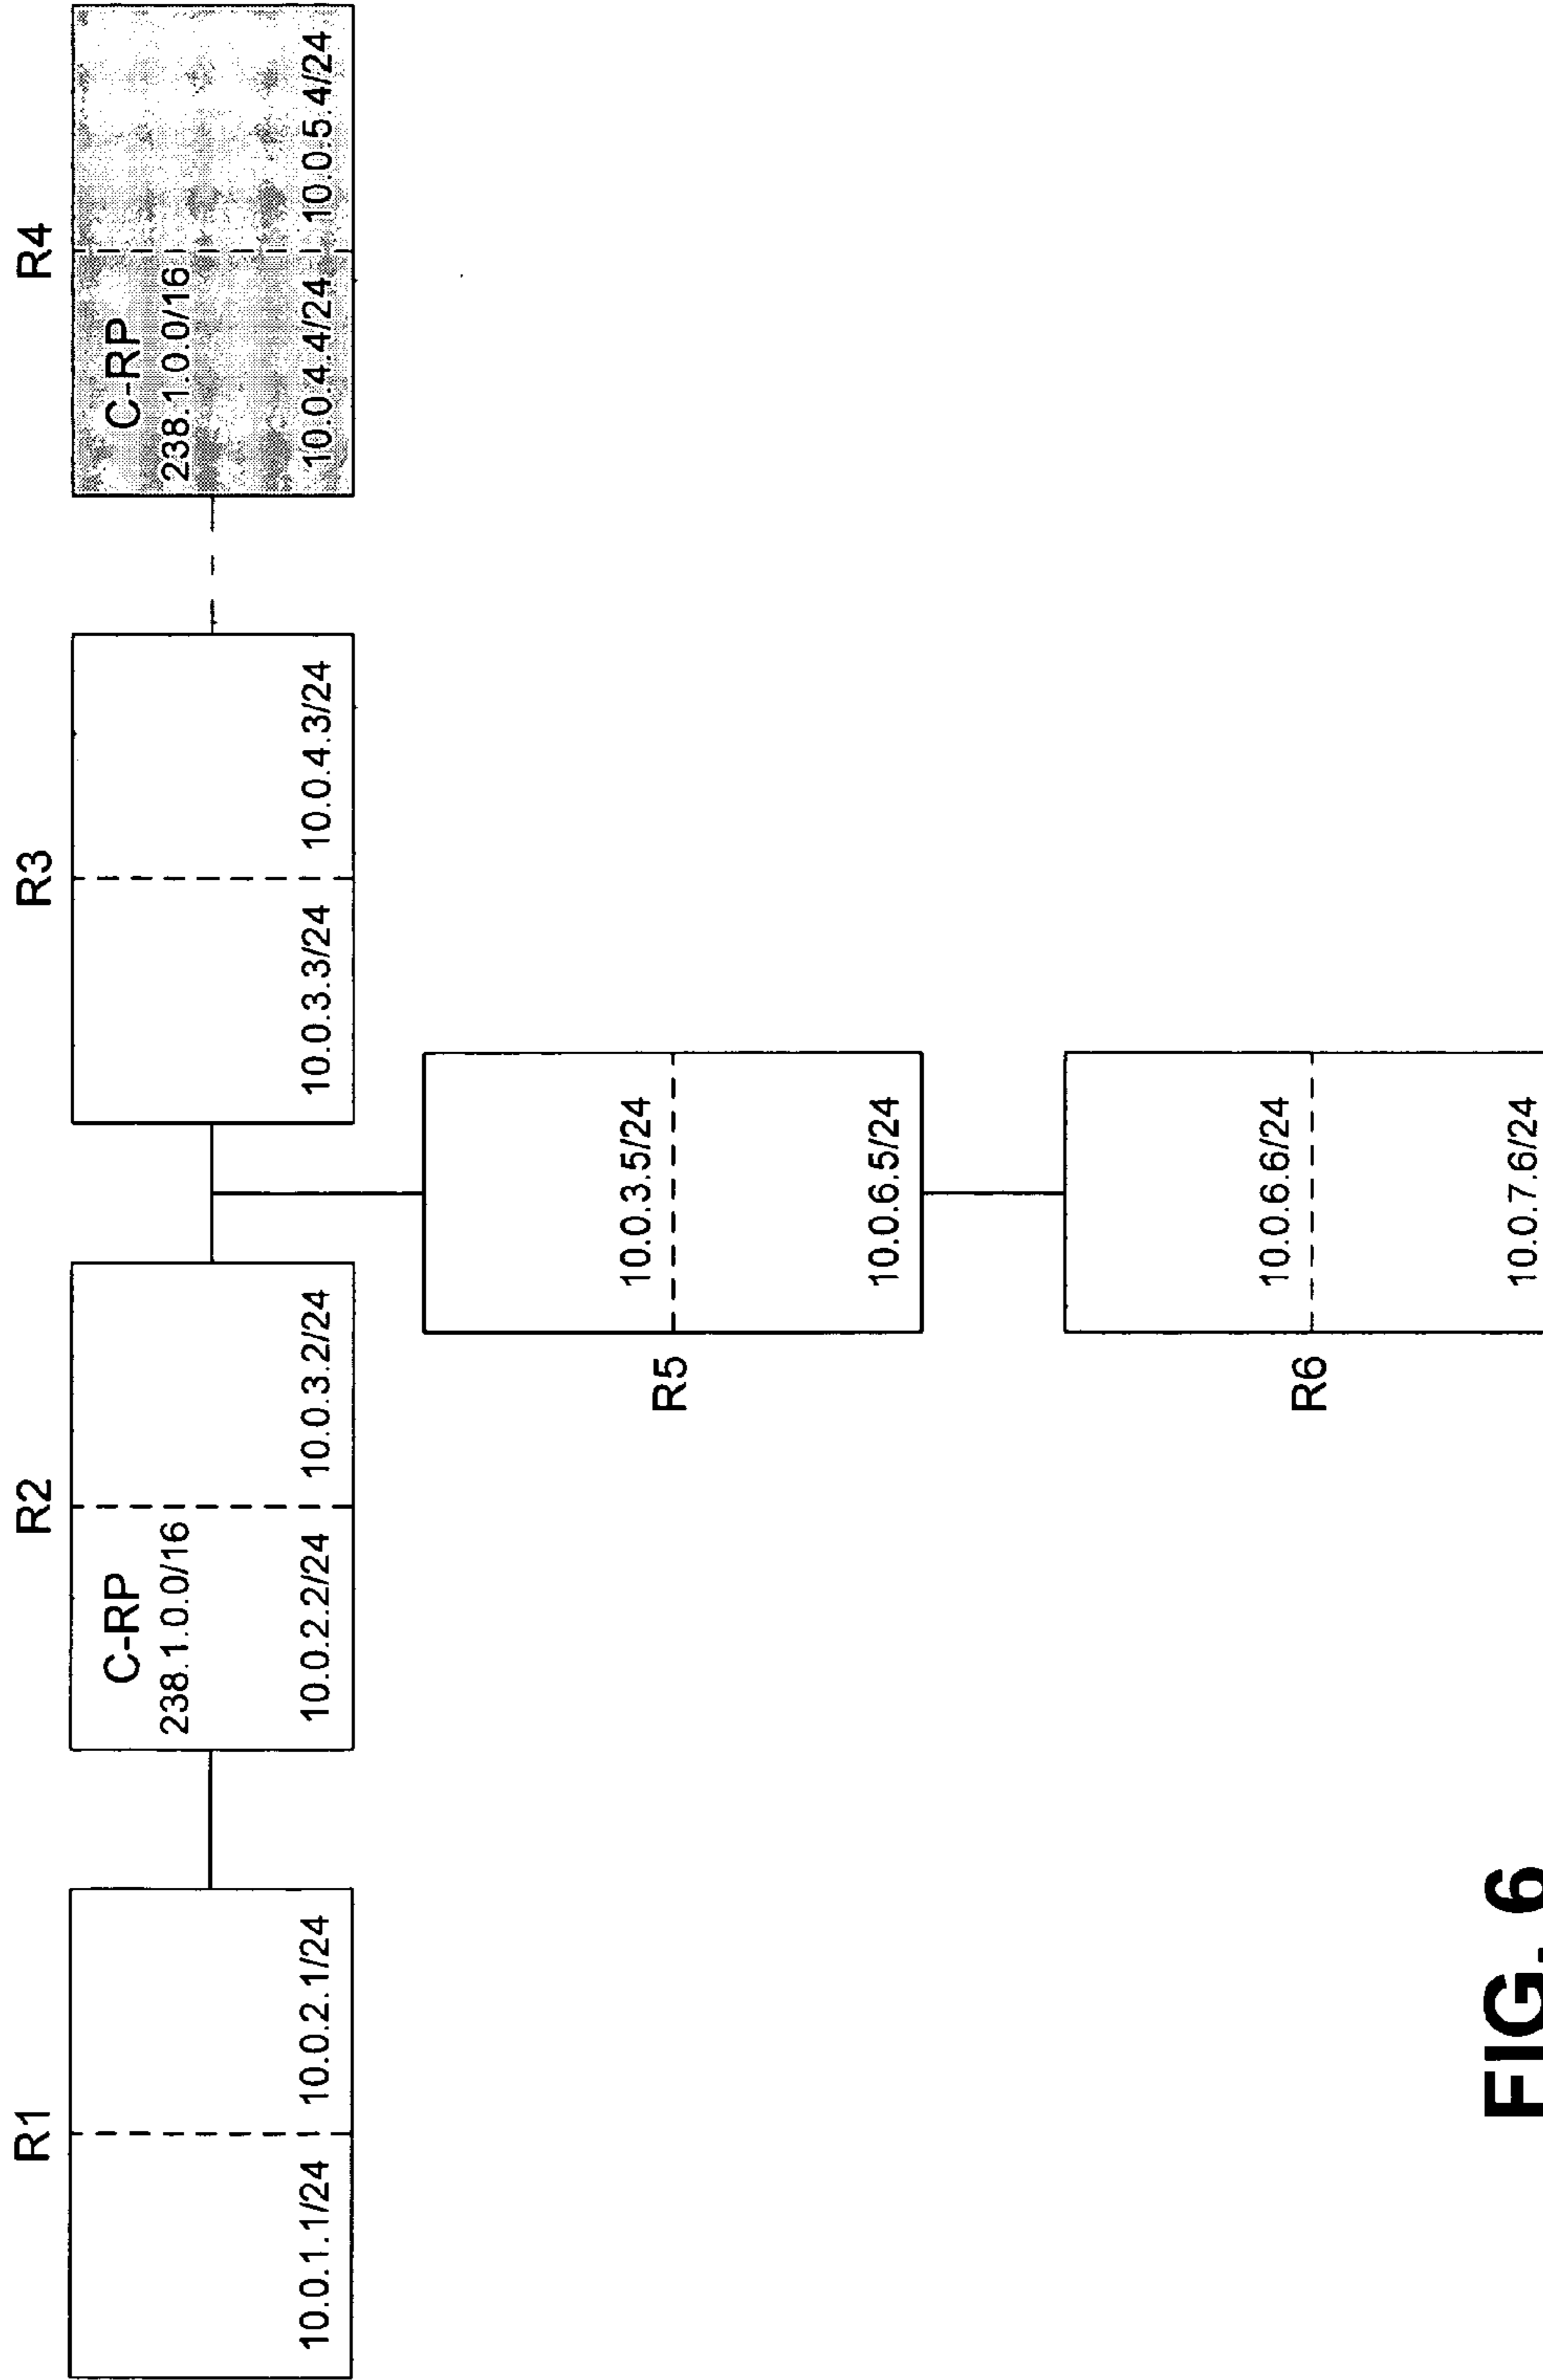 R1
10.0.1.1/24 10.0.2.1/24
R2
C-RP
238.1.0.0/16
10.0.2.2/24 10.0.3.2/24
R3
10.0.3.3/24 10.0.4.3/24
R4
C-RP
238.1.0.0/16
10.0.4.4/24 10.0.5.4/24
R5
10.0.3.5/24
10.0.6.5/24
R6
10.0.6.6/24
10.0.7.6/24
FIG. 6